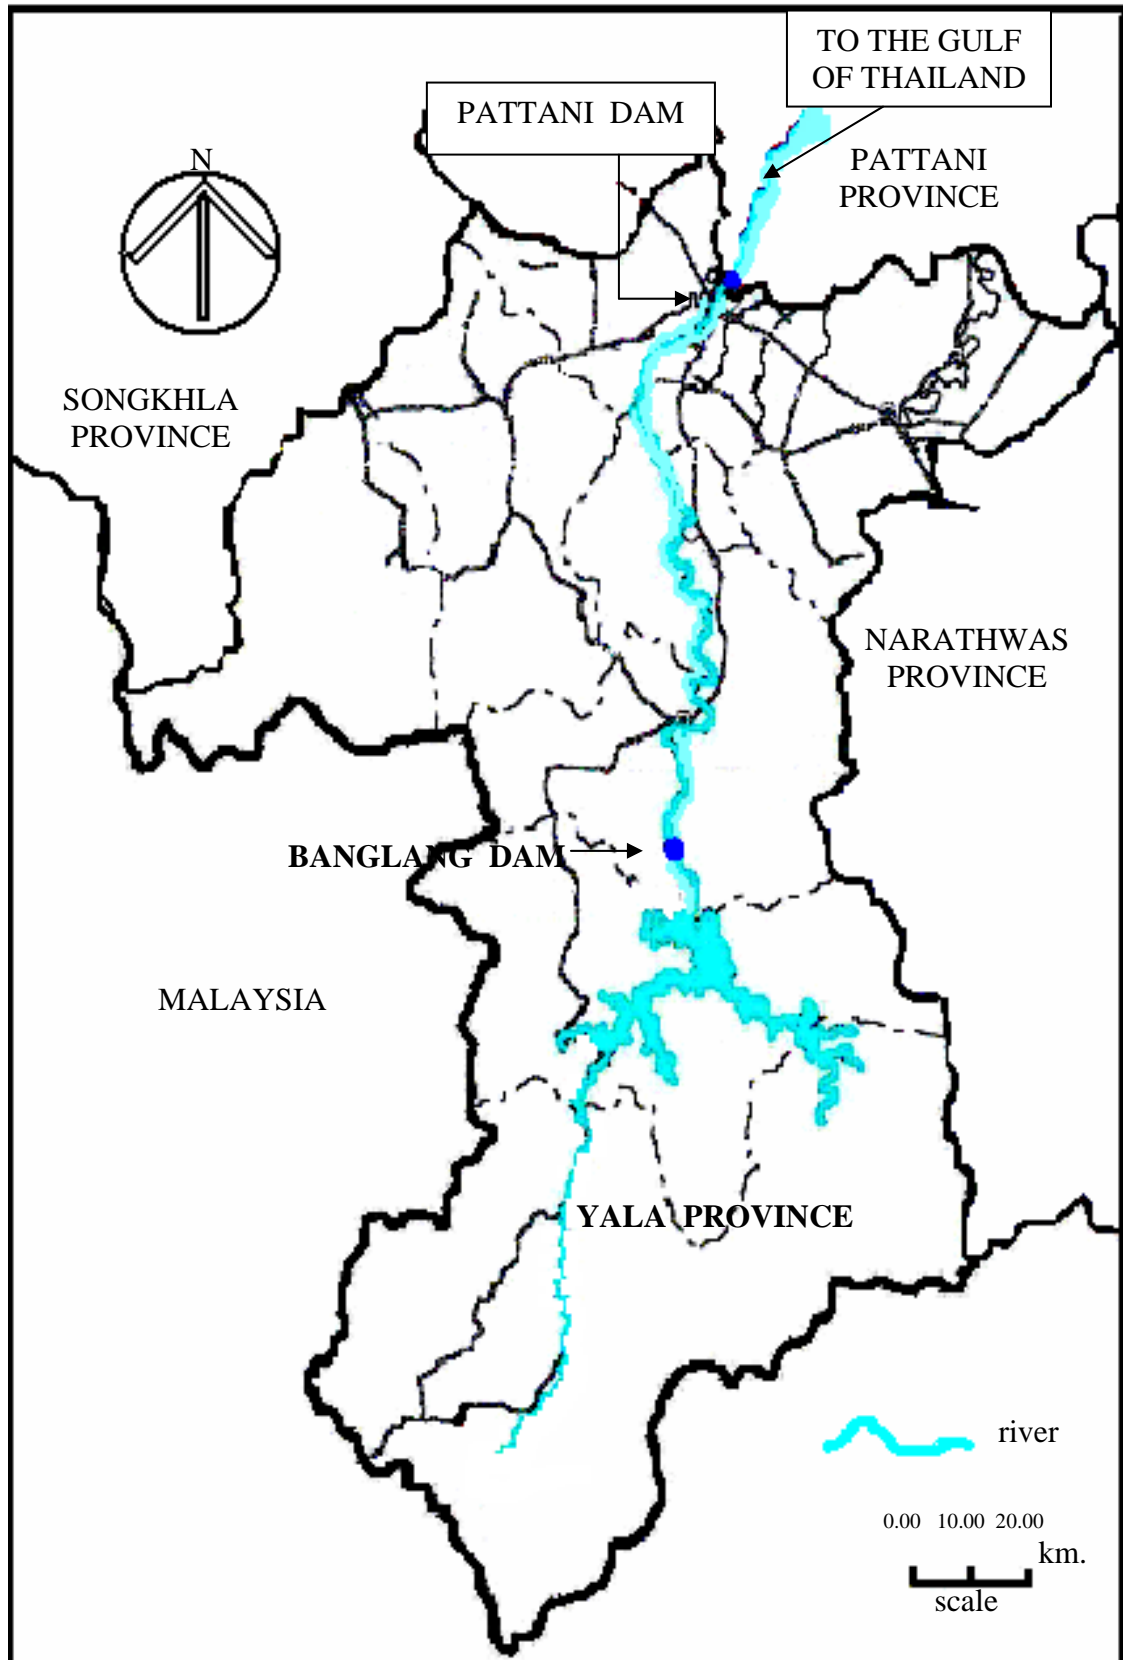 TO THE GULF
OF THAILAND
PATTANI DAM
N
PATTANI
PROVINCE
SONGKHLA
PROVINCE
NARATHWAS
PROVINCE
BANGLANG DAM
MALAYSIA
YALA PROVINCE
river
0.00 10.00 20.00
km.
scale